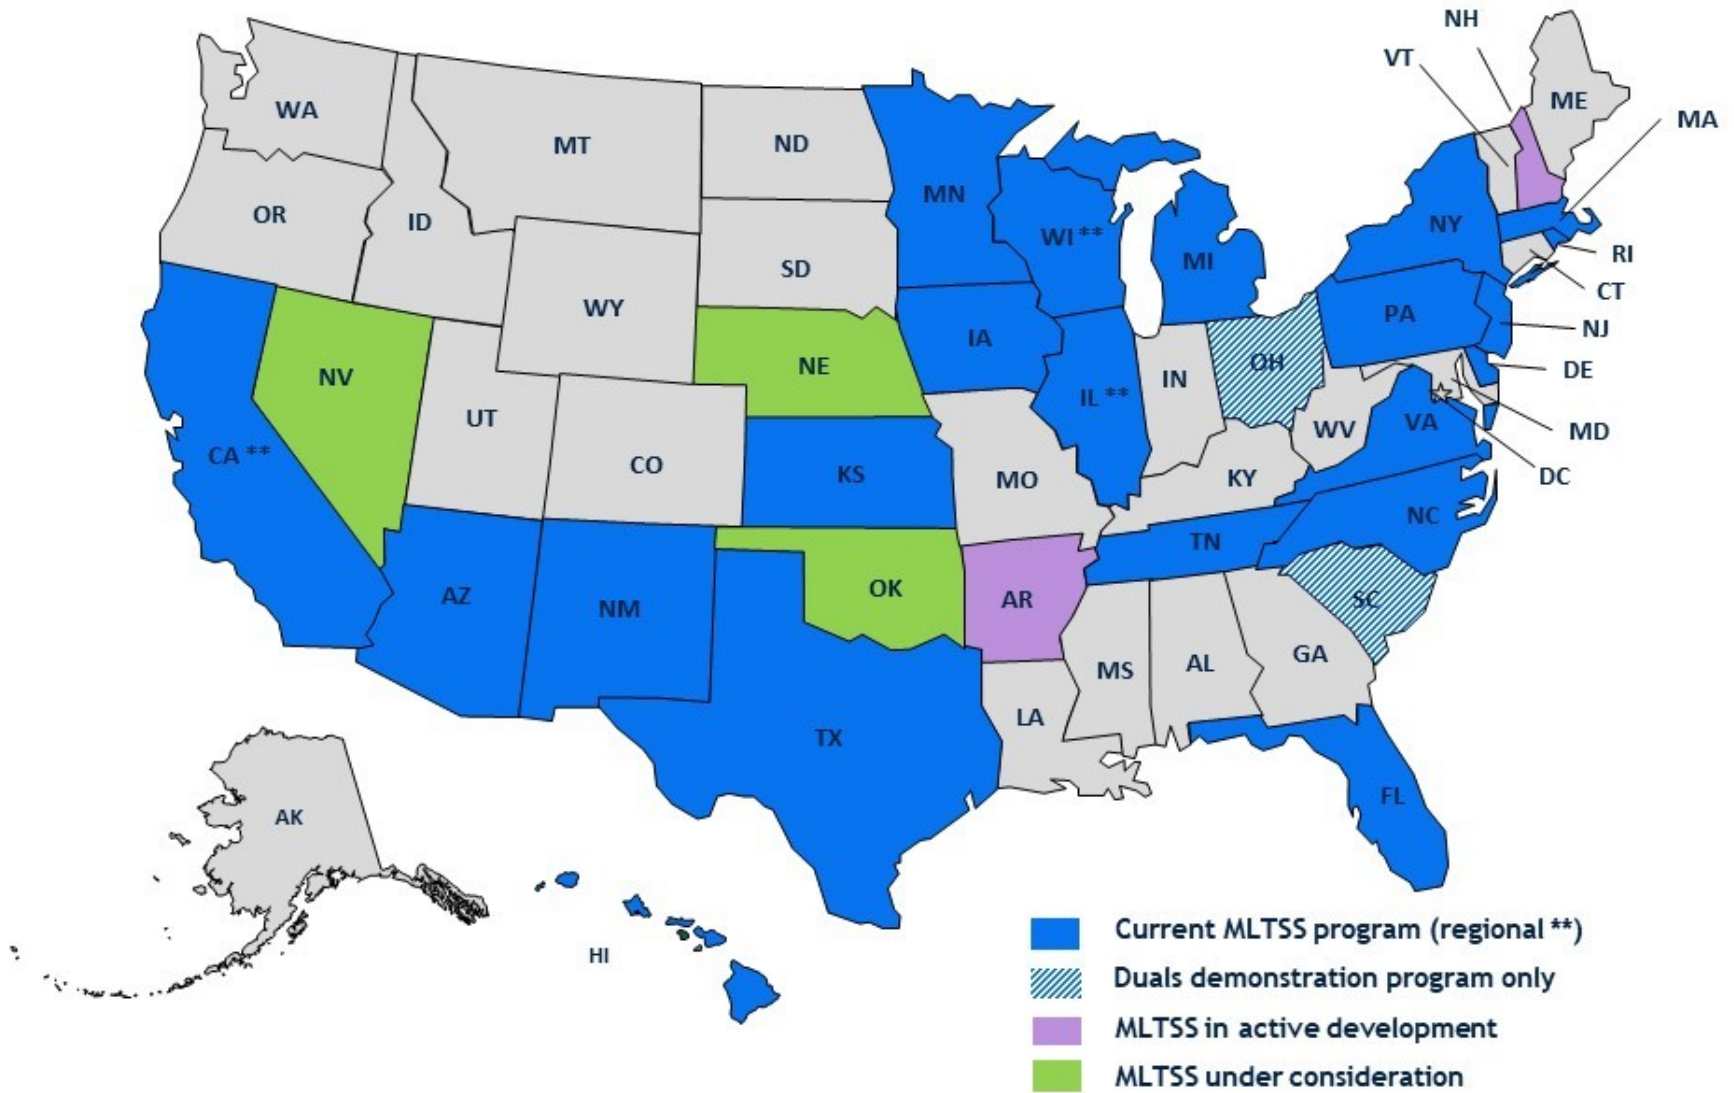 NH
VT
ME
WA
MA
MT
ND
MN
OR
ID
NY
WI **
RI
MI
SD
CT
WY
PA
NJ
IA
OH
NE
DE
NV
IN
IL **
UT
VA
WV
MD
CA **
CO
KS
MO
KY
DC
NC
TN
AZ
NM
OK
AR
SC
GA
AL
MS
LA
TX
FL
AK
HI
Current MLTSS program (regional **)
Duals demonstration program only
MLTSS in active development
MLTSS under consideration